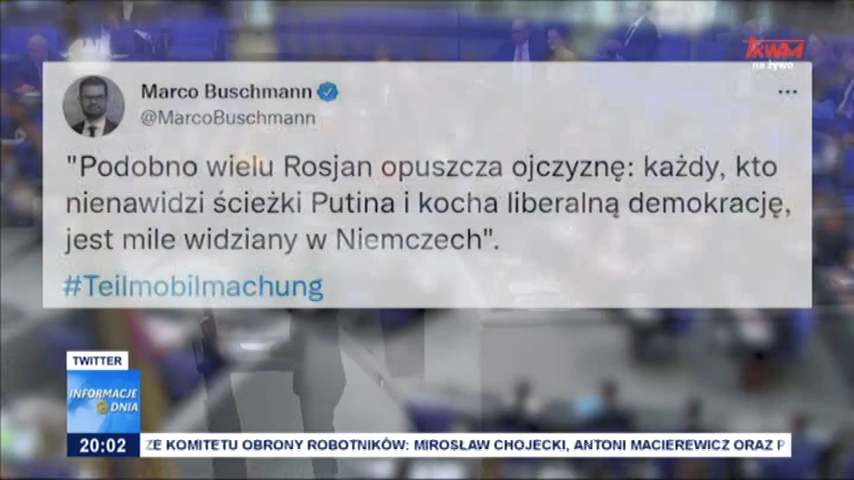 TRWAM
na żywo
Marco Buschmann
@MarcoBuschmann
"Podobno wielu Rosjan opuszcza ojczyznę: każdy, kto
nienawidzi ścieżki Putina i kocha liberalną demokrację,
jest mile widziany w Niemczech".
#Teilmobilmachung
TWITTER
INFORMACJE
DNIA
20:02
ZE KOMITETU OBRONY ROBOTNIKÓW: MIROSŁAW CHOJECKI, ANTONI MACIEREWICZ ORAZ P